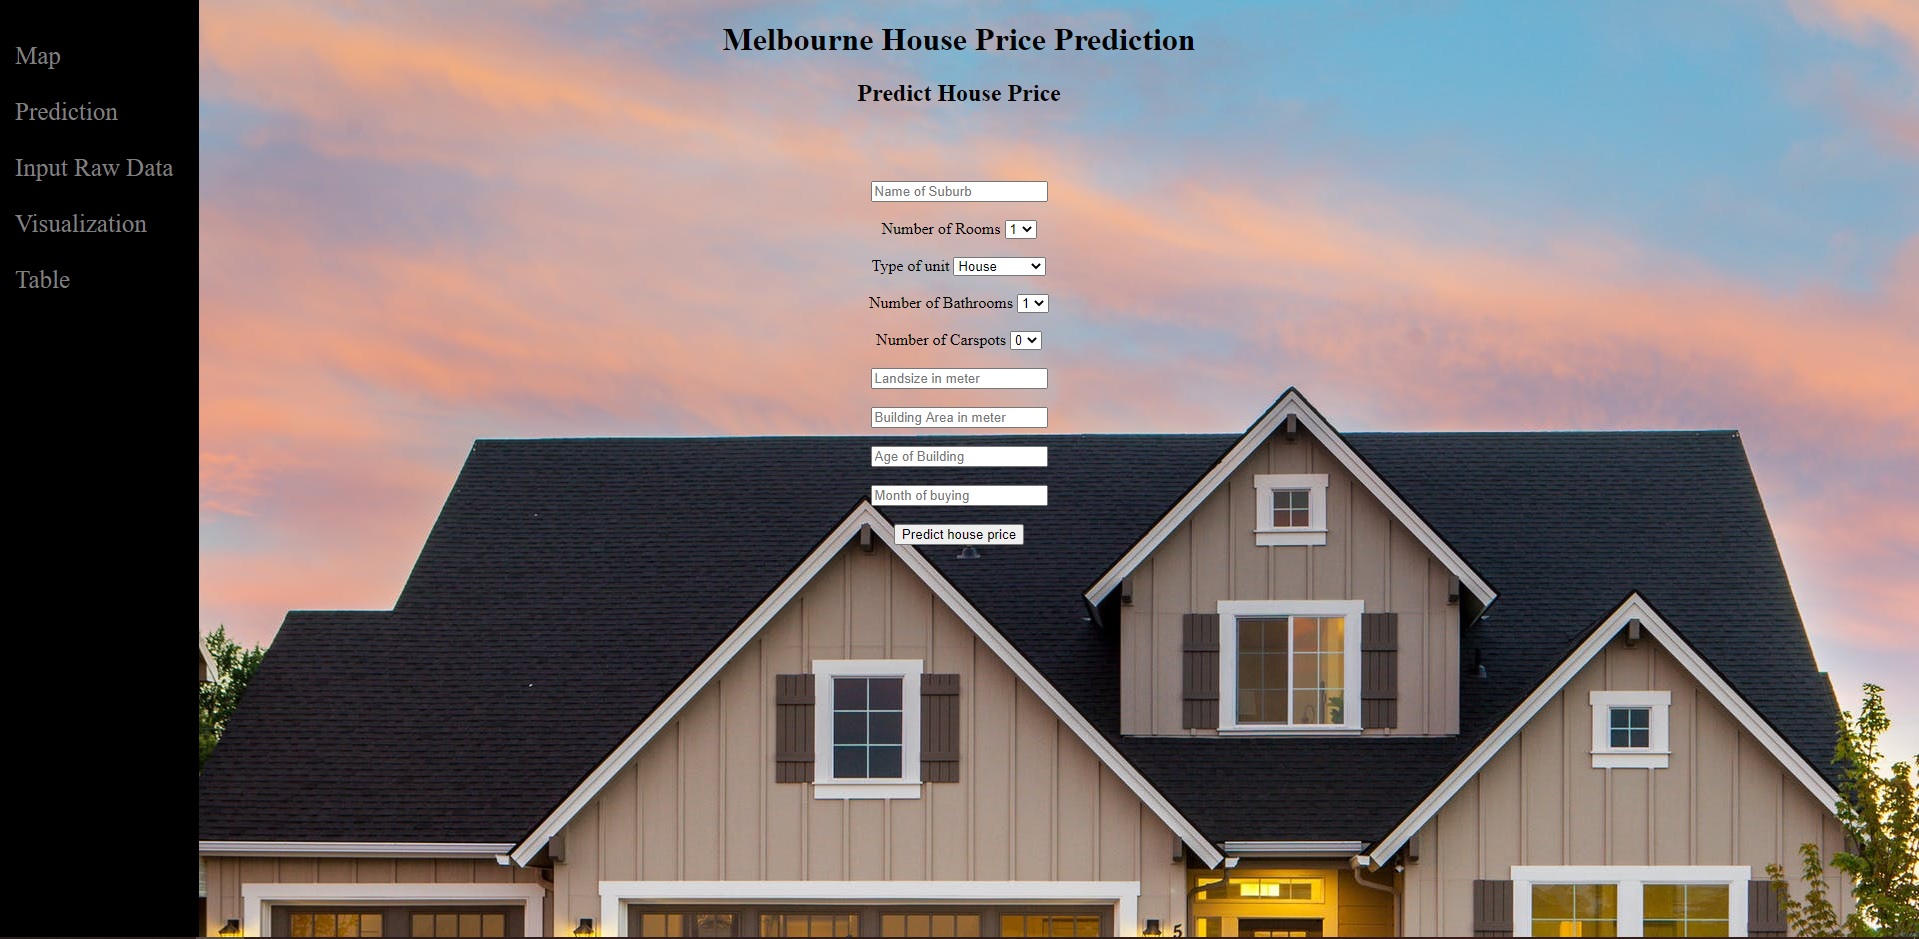 Map
Prediction
Input Raw Data
Visualization
Table
Melbourne House Price Prediction
Predict House Price
Name of Suburb
Number of Rooms 1
Type of unit House
Number of Bathrooms 1
Number of Carspots 0
Landsize in meter
Building Area in meter
Age of Building
Month of buying
Predict house price
5